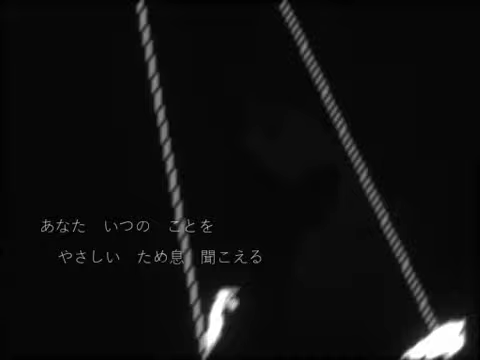 あなた　いつの　ことを
やさしい　ため息　聞こえる